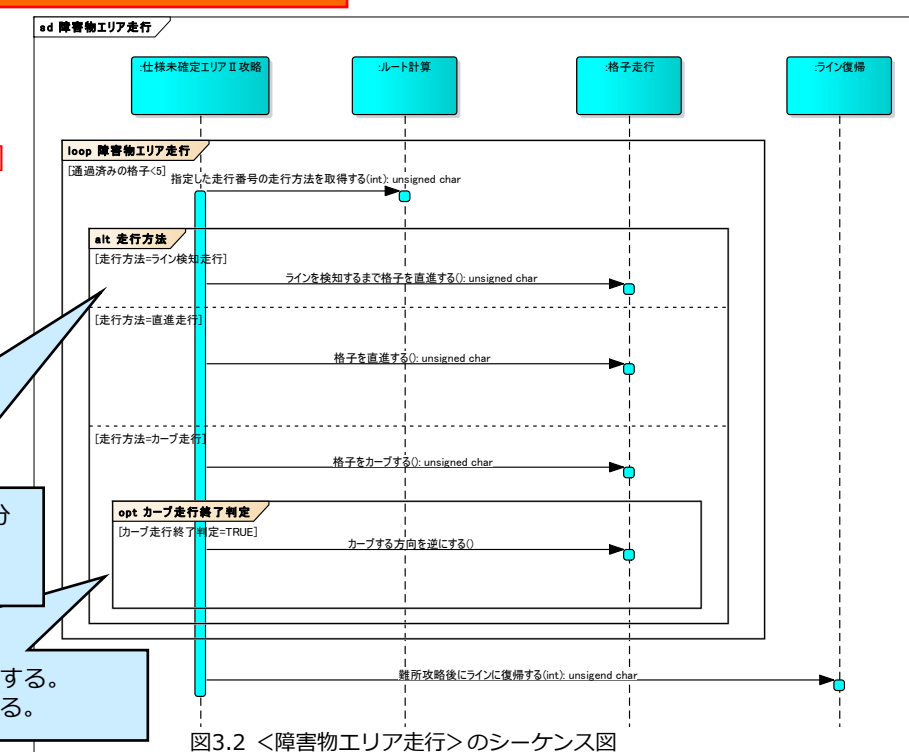 sd 障害物エリア走行
:仕様未確定エリアⅡ攻略
:ルート計算
:格子走行
:ライン復帰
loop 障害物エリア走行
[通過済みの格子<5]
指定した走行番号の走行方法を取得する(int): unsigned char
alt 走行方法
[走行方法=ライン検知走行]
ラインを検知するまで格子を直進する(): unsigned char
[走行方法=直進走行]
格子を直進する(): unsigned char
[走行方法=カーブ走行]
格子をカーブする(): unsigned char
分
opt カーブ走行終了判定
[カーブ走行終了判定=TRUE]
カーブする方向を逆にする()
する。
る。
難所攻略後にラインに復帰する(int): unsigend char
図3.2 <障害物エリア走行>のシーケンス図